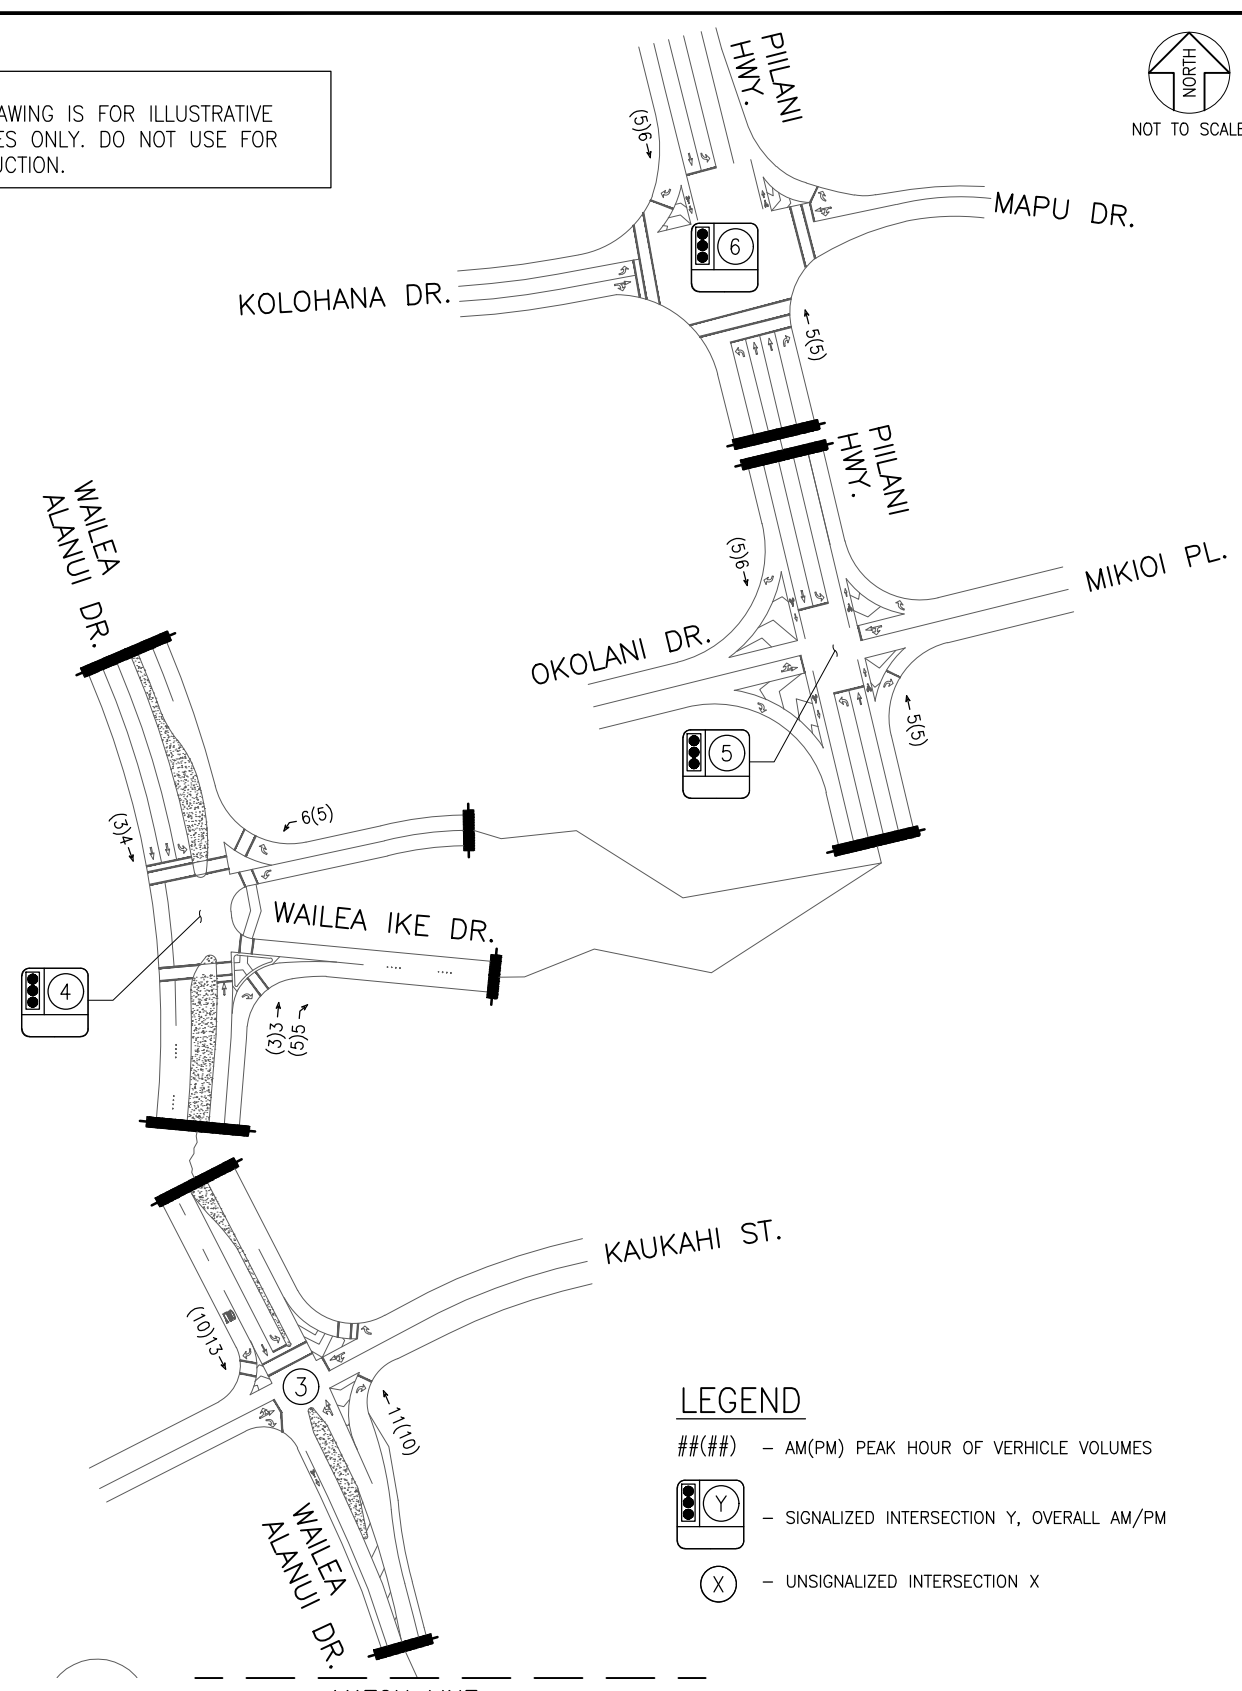 AWING IS FOR ILLUSTRATIVE
ES ONLY. DO NOT USE FOR
UCTION.
NORTH
NOT TO SCALE
PIILANI
HWY.
(5)6
MAPU DR.
6
KOLOHANA DR.
5(5)
PIILANI
HWY.
(5)6
MIKIOI PL.
OKOLANI DR.
5
5(5)
WAILEA
ALANUI DR.
(3)4
6(5)
WAILEA IKE DR.
4
(3)3
(5)5
KAUKAHI ST.
(10)13
3
11(10)
WAILEA
ALANUI DR.
LEGEND
##(##) – AM(PM) PEAK HOUR OF VERHICLE VOLUMES
Y – SIGNALIZED INTERSECTION Y, OVERALL AM/PM
X – UNSIGNALIZED INTERSECTION X